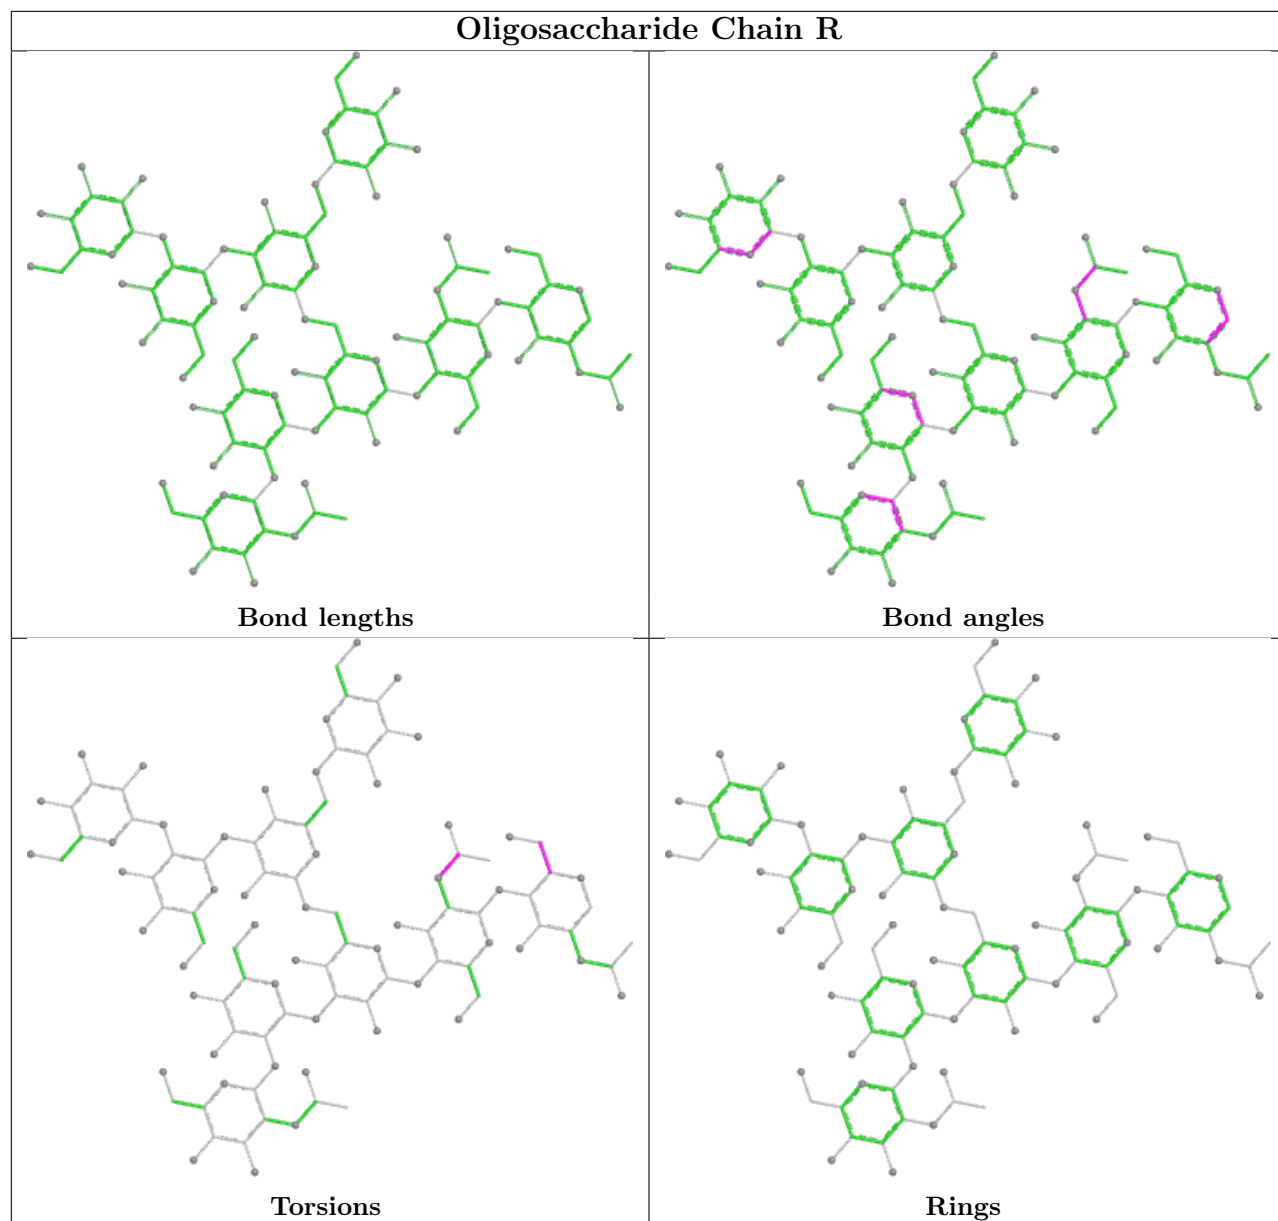 Oligosaccharide Chain R
Bond lengths
Bond angles
Torsions
Rings